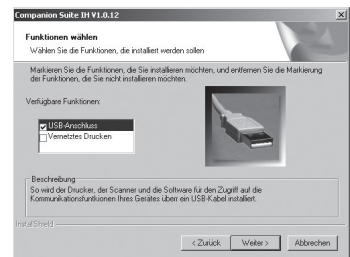 Companion Suite IH V1.0.12
Funktionen wählen
Wählen Sie die Funktionen, die installiert werden sollen
Markieren Sie die Funktionen, die Sie installieren möchten, und entfernen Sie die Markierung
der Funktionen, die Sie nicht installieren möchten.
Verfügbare Funktionen:
USB-Anschluss
Vernetztes Drucken
Beschreibung
So wird der Drucker, der Scanner und die Software für den Zugriff auf die
Kommunikationsfuntkionen Ihres Gerätes überr ein USB-Kabel installiert.
InstallShield
< Zurück
Weiter >
Abbrechen